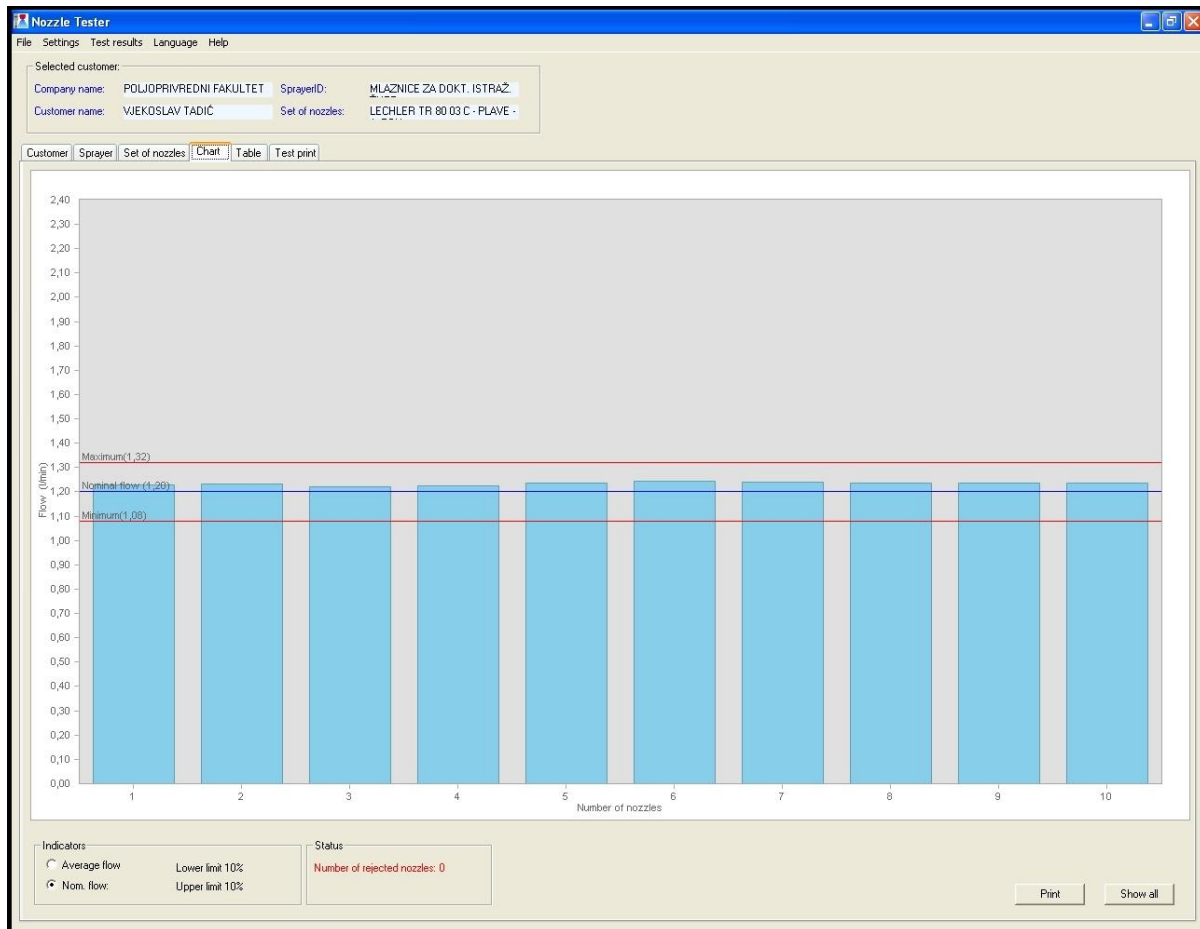 Nozzle Tester
File Settings Test results Language Help
Selected customer:
Company name: POLJOPRIVREDNI FAKULTET SprayerID: MLAZNICE ZA DOKT. ISTRAŽ.
Customer name: VJEKOSLAV TADIĆ Set of nozzles: LECHLER TR 80 03 C - PLAVE -
Customer Sprayer Set of nozzles Chart Table Test print
2,40
2,30
2,20
2,10
2,00
1,90
1,80
1,70
1,60
1,50
1,40
Maximum(1,32)
1,30
Nominal flow (1,20)
1,20
Minimum(1,08)
1,10
1,00
0,90
0,80
0,70
0,60
0,50
0,40
0,30
0,20
0,10
0,00
Flow (l/min)
1 2 3 4 5 6 7 8 9 10
Number of nozzles
Indicators
Average flow Lower limit 10%
Nom. flow: Upper limit 10%
Status
Number of rejected nozzles: 0
Print Show all